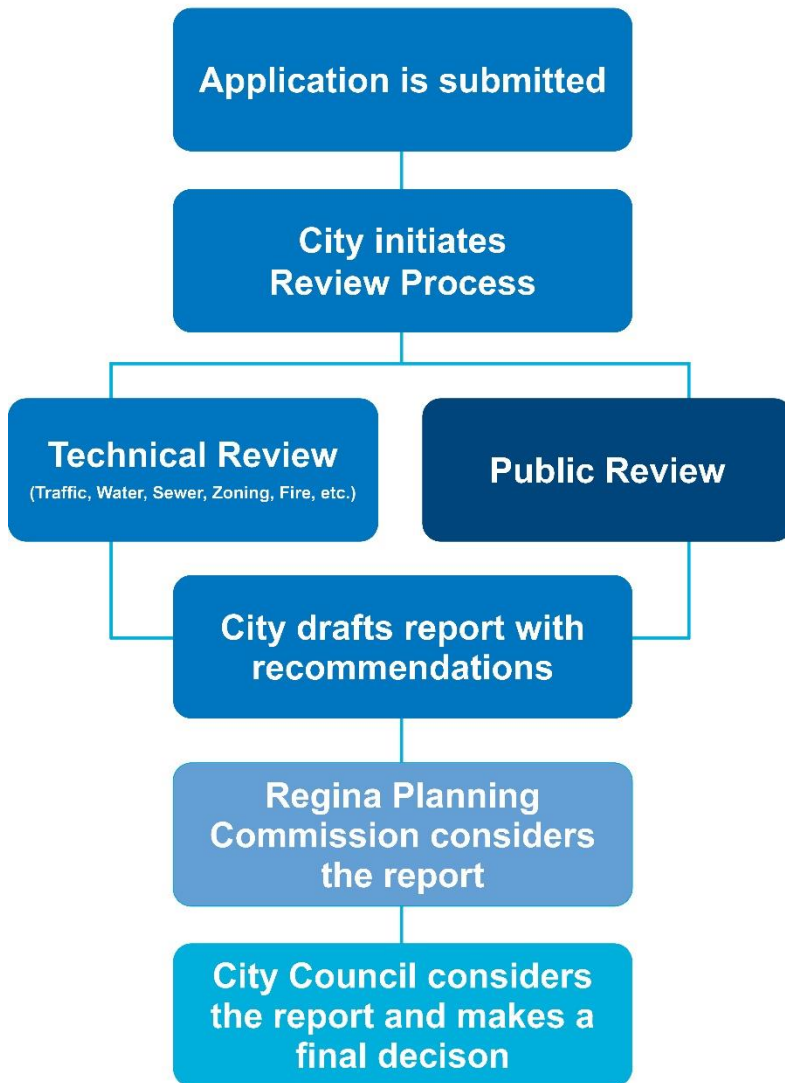 Application is submitted
City initiates
Review Process
Technical Review
(Traffic, Water, Sewer, Zoning, Fire, etc.)
Public Review
City drafts report with
recommendations
Regina Planning
Commission considers
the report
City Council considers
the report and makes a
final decison